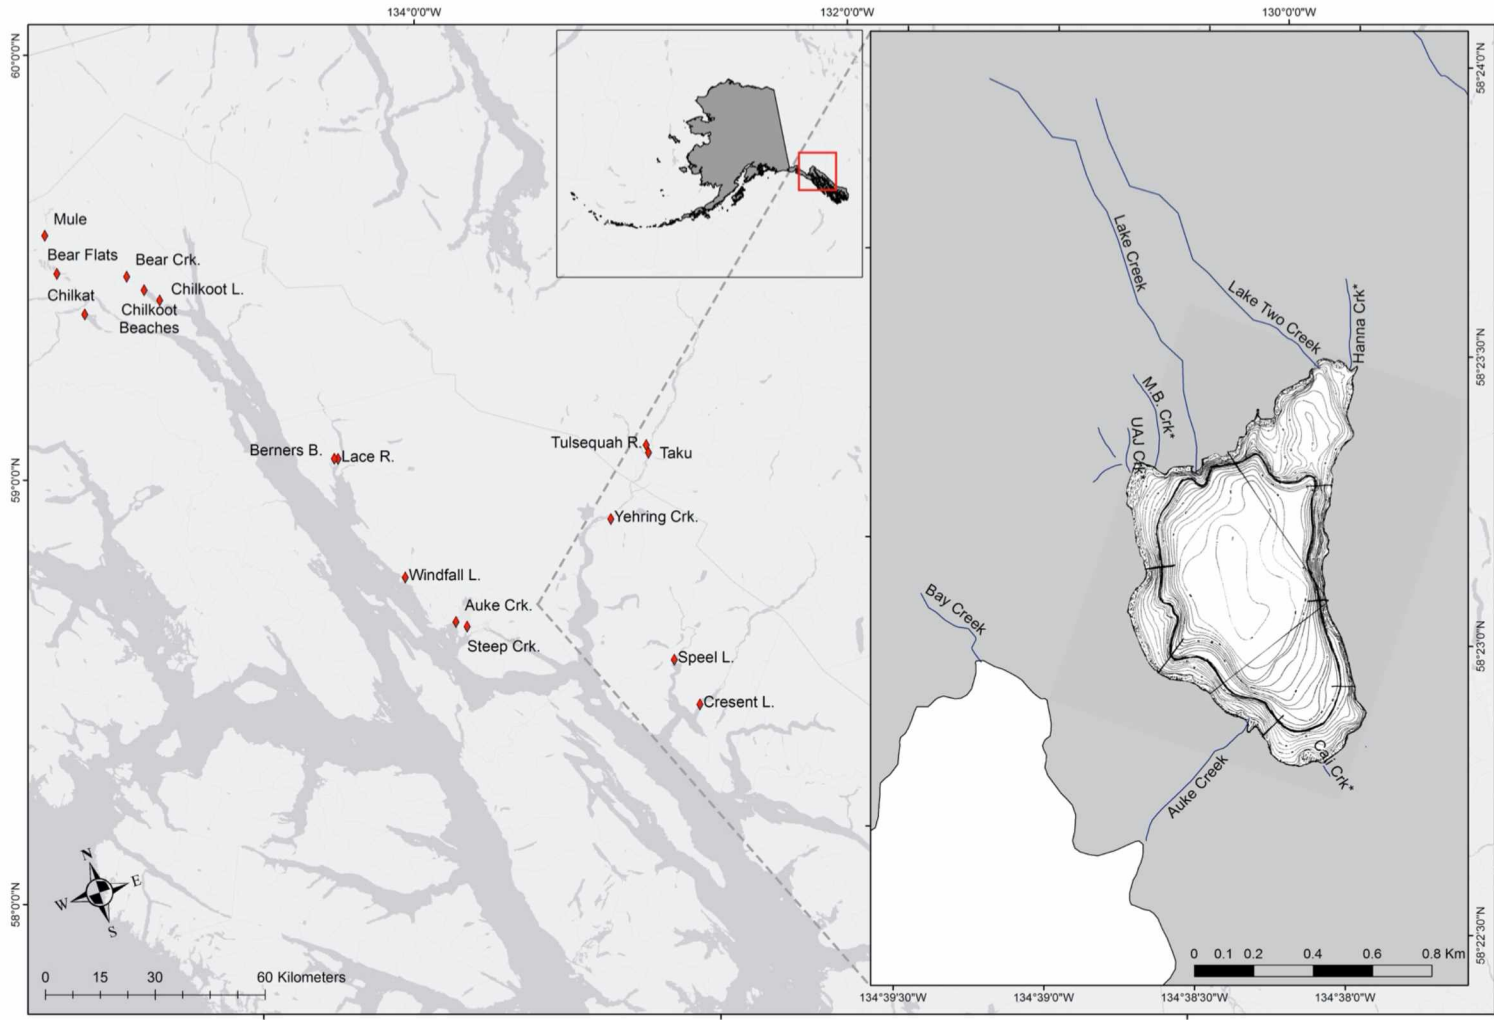 134°0'0"W
132°0'0"W
130°0'0"W
60°0'0"N
59°0'0"N
58°0'0"N
Mule
Bear Flats
Bear Crk.
Chilkat
Chilkoot L.
Chilkoot
Beaches
Berners B.
Lace R.
Tulsequah R.
Taku
Yehring Crk.
Windfall L.
Auke Crk.
Steep Crk.
Speel L.
Cresent L.
N
E
W
S
0 15 30 60 Kilometers
Lake Creek
Lake Two Creek
Hanna Crk*
M.B. Crk*
UAJ Crk*
Bay Creek
Auke Creek
Cali Crk*
58°24'0"N
58°23'30"N
58°23'0"N
58°22'30"N
0 0.1 0.2 0.4 0.6 0.8 Km
134°39'30"W
134°39'0"W
134°38'30"W
134°38'0"W